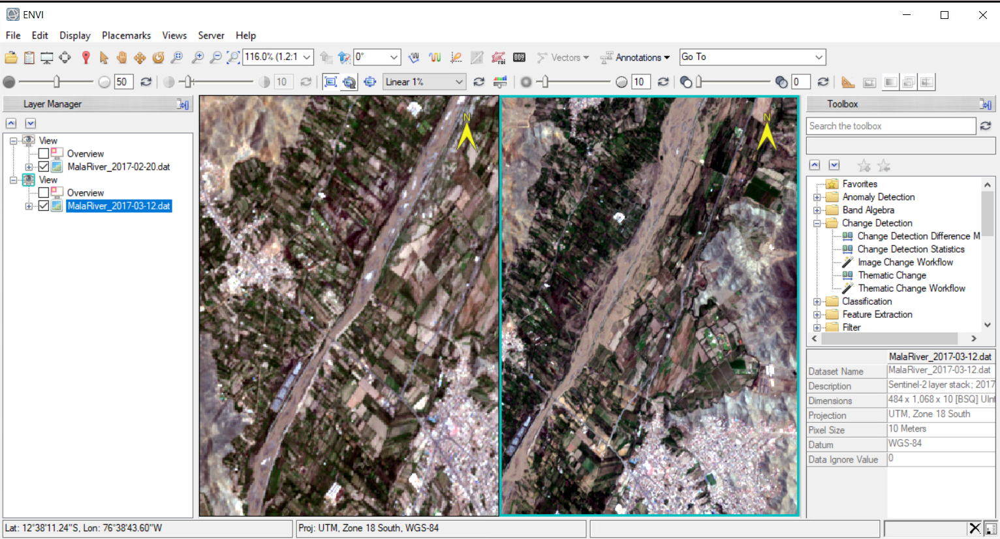 ENVI
File Edit Display Placemarks Views Server Help
116.0% (1.2:1 0° roi Vectors Annotations Go To
50 10 Linear 1% 10 0
Layer Manager
View
Overview
MalaRiver_2017-02-20.dat
View
Overview
MalaRiver_2017-03-12.dat
N
N
Toolbox
Search the toolbox
Favorites
Anomaly Detection
Band Algebra
Change Detection
Change Detection Difference M
Change Detection Statistics
Image Change Workflow
Thematic Change
Thematic Change Workflow
Classification
Feature Extraction
Filter
MalaRiver_2017-03-12.dat
Dataset Name MalaRiver_2017-03-12.dat
Description Sentinel-2 layer stack; 2017
Dimensions 484 x 1,068 x 10 [BSQ] UInt
Projection UTM, Zone 18 South
Pixel Size 10 Meters
Datum WGS-84
Data Ignore Value 0
Lat: 12°38'11.24"S, Lon: 76°38'43.60"W Proj: UTM, Zone 18 South, WGS-84